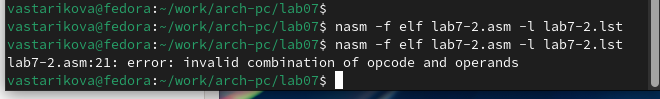 vastarikova@fedora:~/work/arch-pc/lab07$
vastarikova@fedora:~/work/arch-pc/lab07$ nasm -f elf lab7-2.asm -l lab7-2.lst
vastarikova@fedora:~/work/arch-pc/lab07$ nasm -f elf lab7-2.asm -l lab7-2.lst
lab7-2.asm:21: error: invalid combination of opcode and operands
vastarikova@fedora:~/work/arch-pc/lab07$